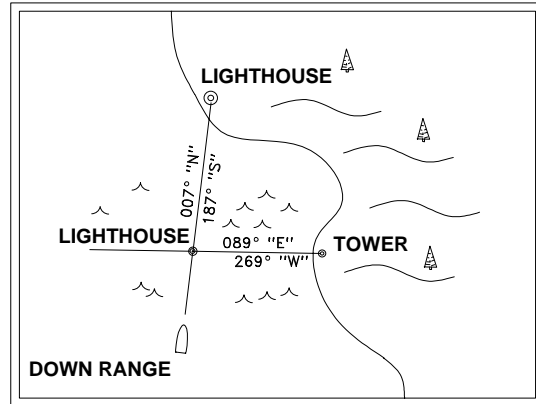 LIGHTHOUSE
007° "N"
187° "S"
LIGHTHOUSE
089° "E"
269° "W"
TOWER
DOWN RANGE